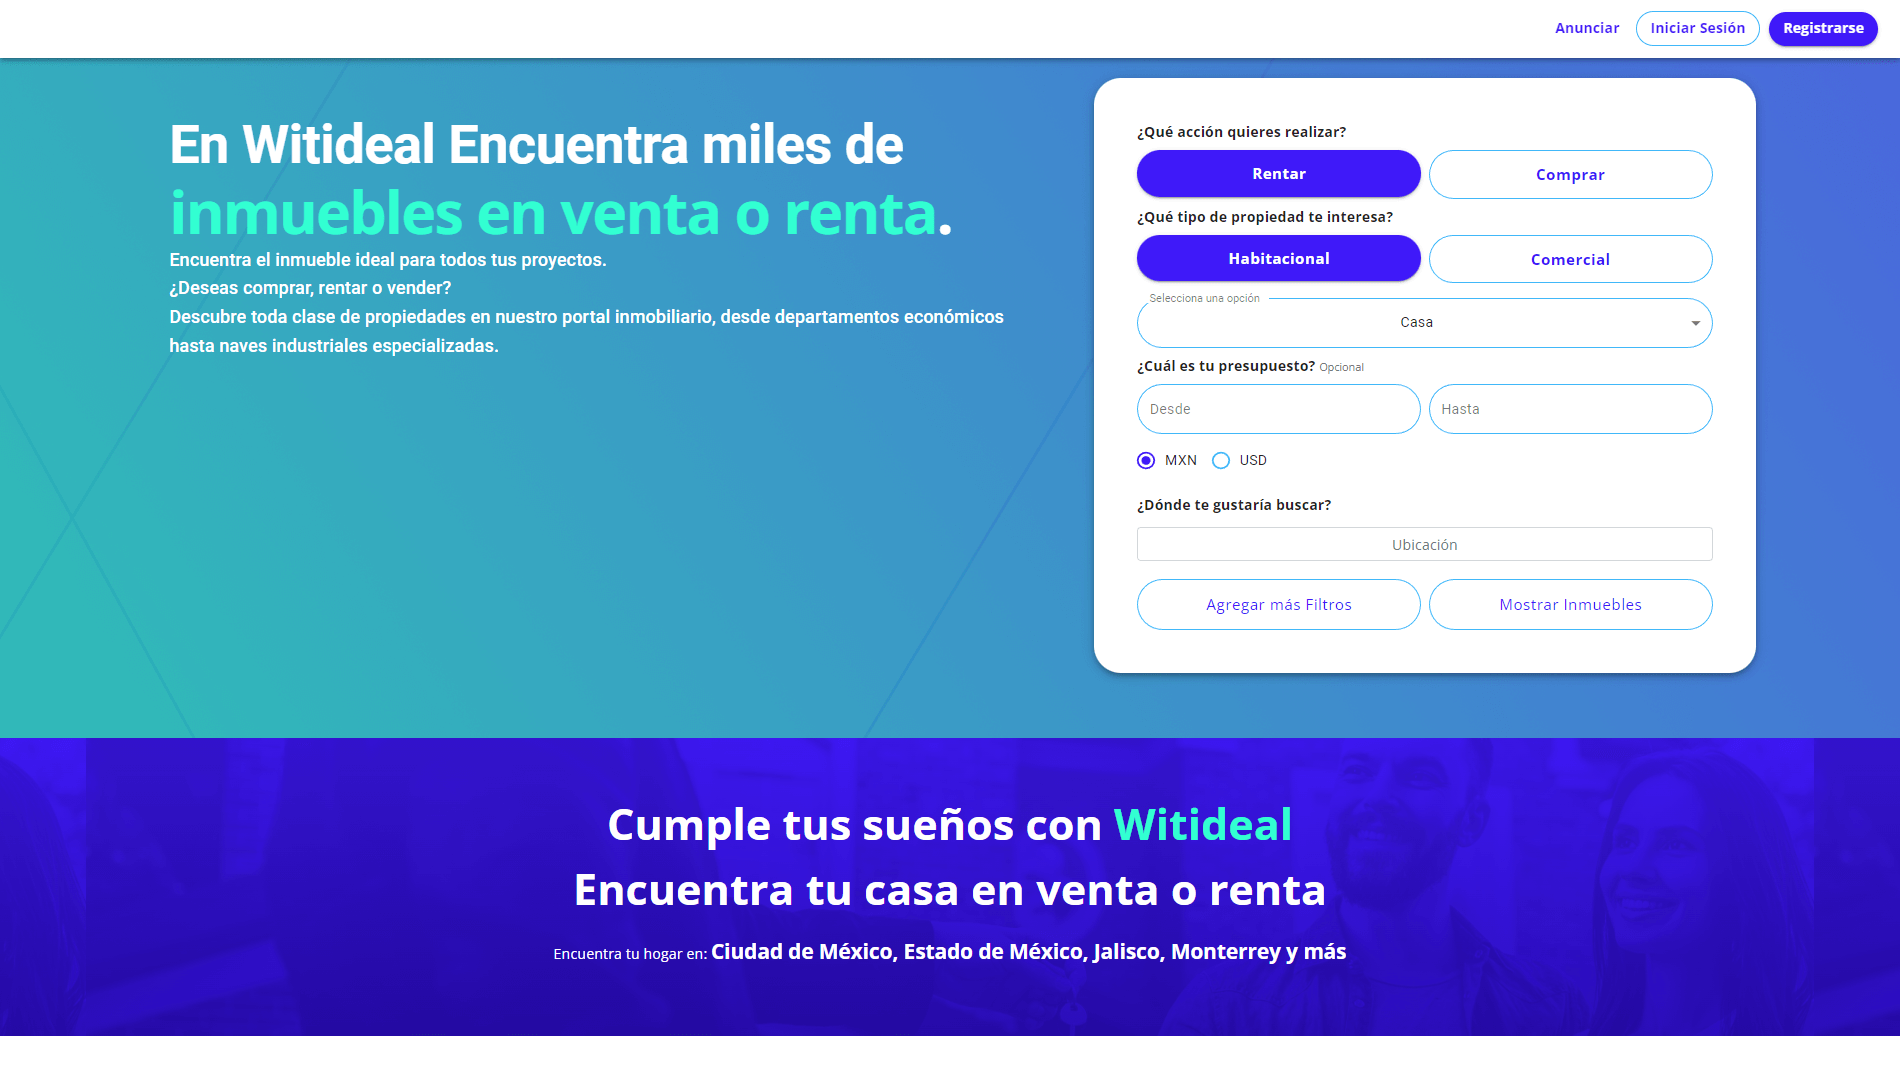 Anunciar
Iniciar Sesión
Registrarse
En Witideal Encuentra miles de
inmuebles en venta o renta.
Encuentra el inmueble ideal para todos tus proyectos.
¿Deseas comprar, rentar o vender?
Descubre toda clase de propiedades en nuestro portal inmobiliario, desde departamentos económicos
hasta naves industriales especializadas.
¿Qué acción quieres realizar?
Rentar
Comprar
¿Qué tipo de propiedad te interesa?
Habitacional
Comercial
Selecciona una opción
Casa
¿Cuál es tu presupuesto? Opcional
Desde
Hasta
MXN
USD
¿Dónde te gustaría buscar?
Ubicación
Agregar más Filtros
Mostrar Inmuebles
Cumple tus sueños con Witideal
Encuentra tu casa en venta o renta
Encuentra tu hogar en: Ciudad de México, Estado de México, Jalisco, Monterrey y más